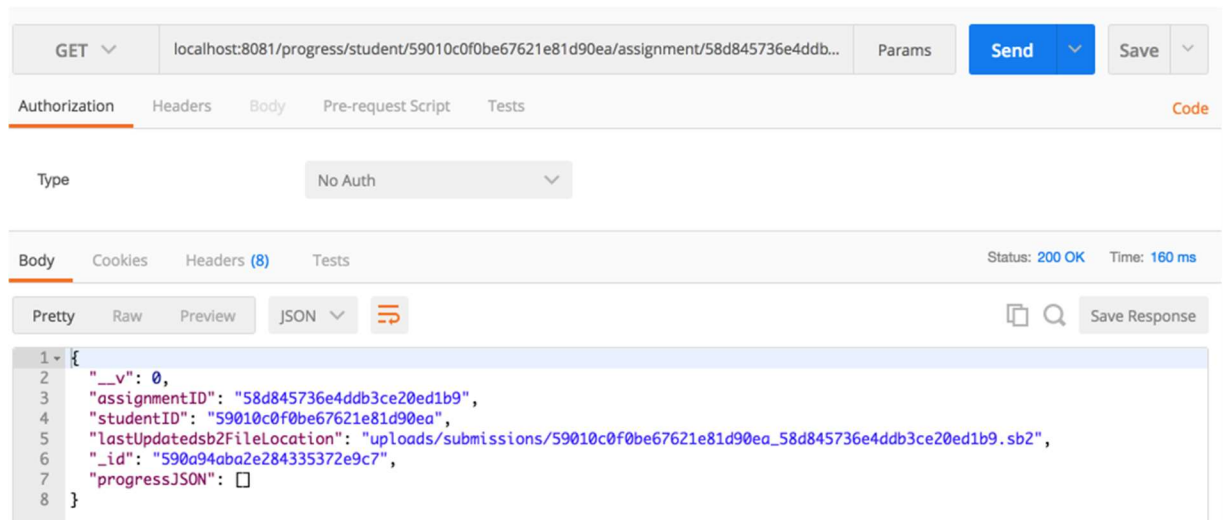 GET localhost:8081/progress/student/59010c0f0be67621e81d90ea/assignment/58d845736e4ddb... Params Send Save
Authorization Headers Body Pre-request Script Tests Code
Type No Auth
Body Cookies Headers (8) Tests Status: 200 OK Time: 160 ms
Pretty Raw Preview JSON Save Response
1 {
2 "__v": 0,
3 "assignmentID": "58d845736e4ddb3ce20ed1b9",
4 "studentID": "59010c0f0be67621e81d90ea",
5 "lastUpdatedsb2FileLocation": "uploads/submissions/59010c0f0be67621e81d90ea_58d845736e4ddb3ce20ed1b9.sb2",
6 "_id": "590a94aba2e284335372e9c7",
7 "progressJSON": []
8 }